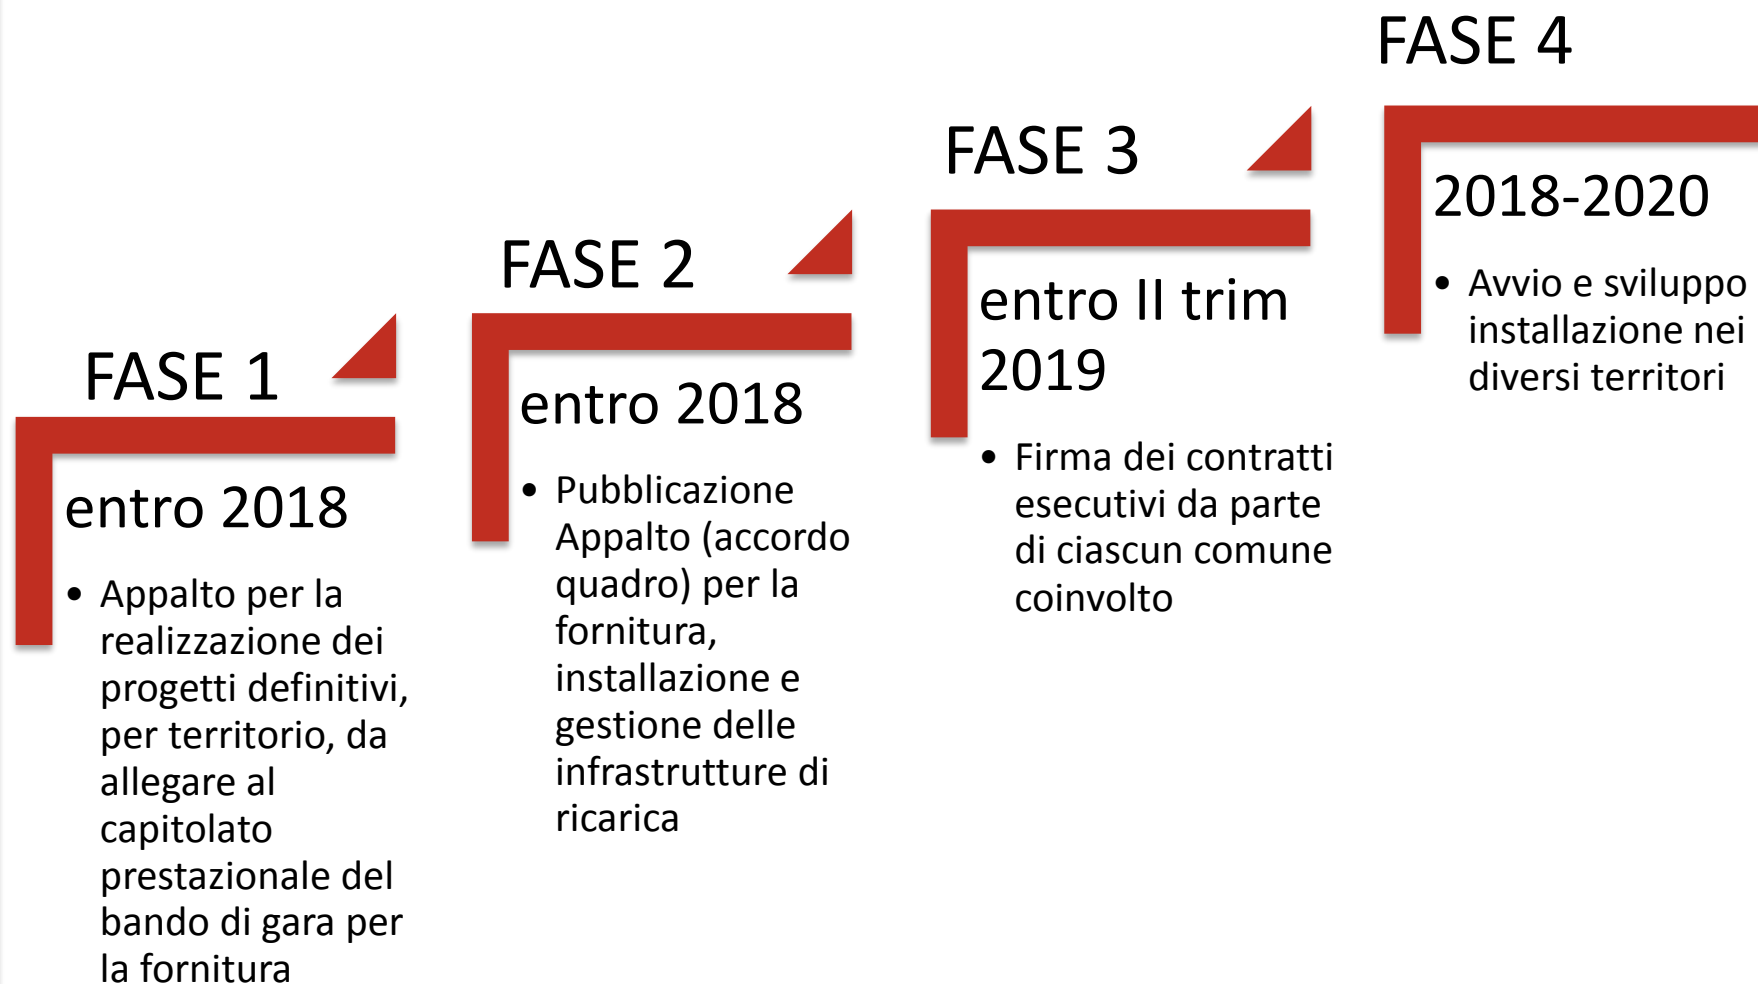 FASE 1
entro 2018
• Appalto per la
realizzazione dei
progetti definitivi,
per territorio, da
allegare al
capitolato
prestazionale del
bando di gara per
la fornitura
FASE 2
entro 2018
• Pubblicazione
Appalto (accordo
quadro) per la
fornitura,
installazione e
gestione delle
infrastrutture di
ricarica
FASE 3
entro II trim
2019
• Firma dei contratti
esecutivi da parte
di ciascun comune
coinvolto
FASE 4
2018-2020
• Avvio e sviluppo
installazione nei
diversi territori